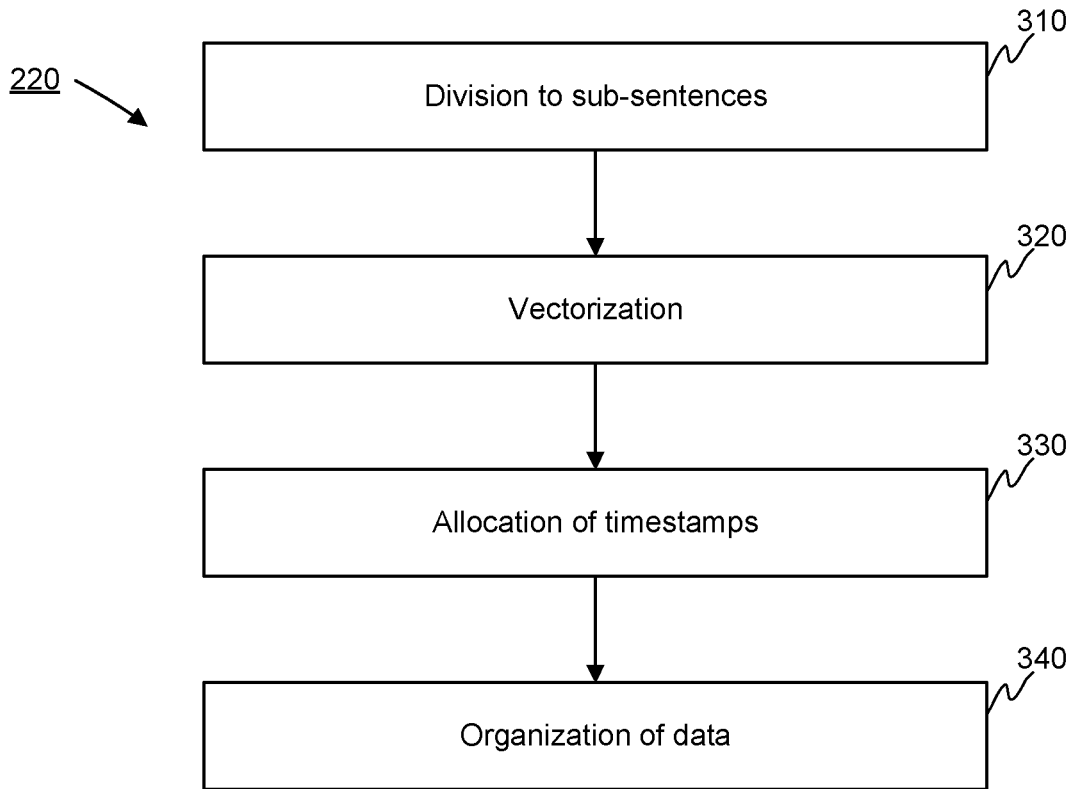 310
220
Division to sub-sentences
320
Vectorization
330
Allocation of timestamps
340
Organization of data